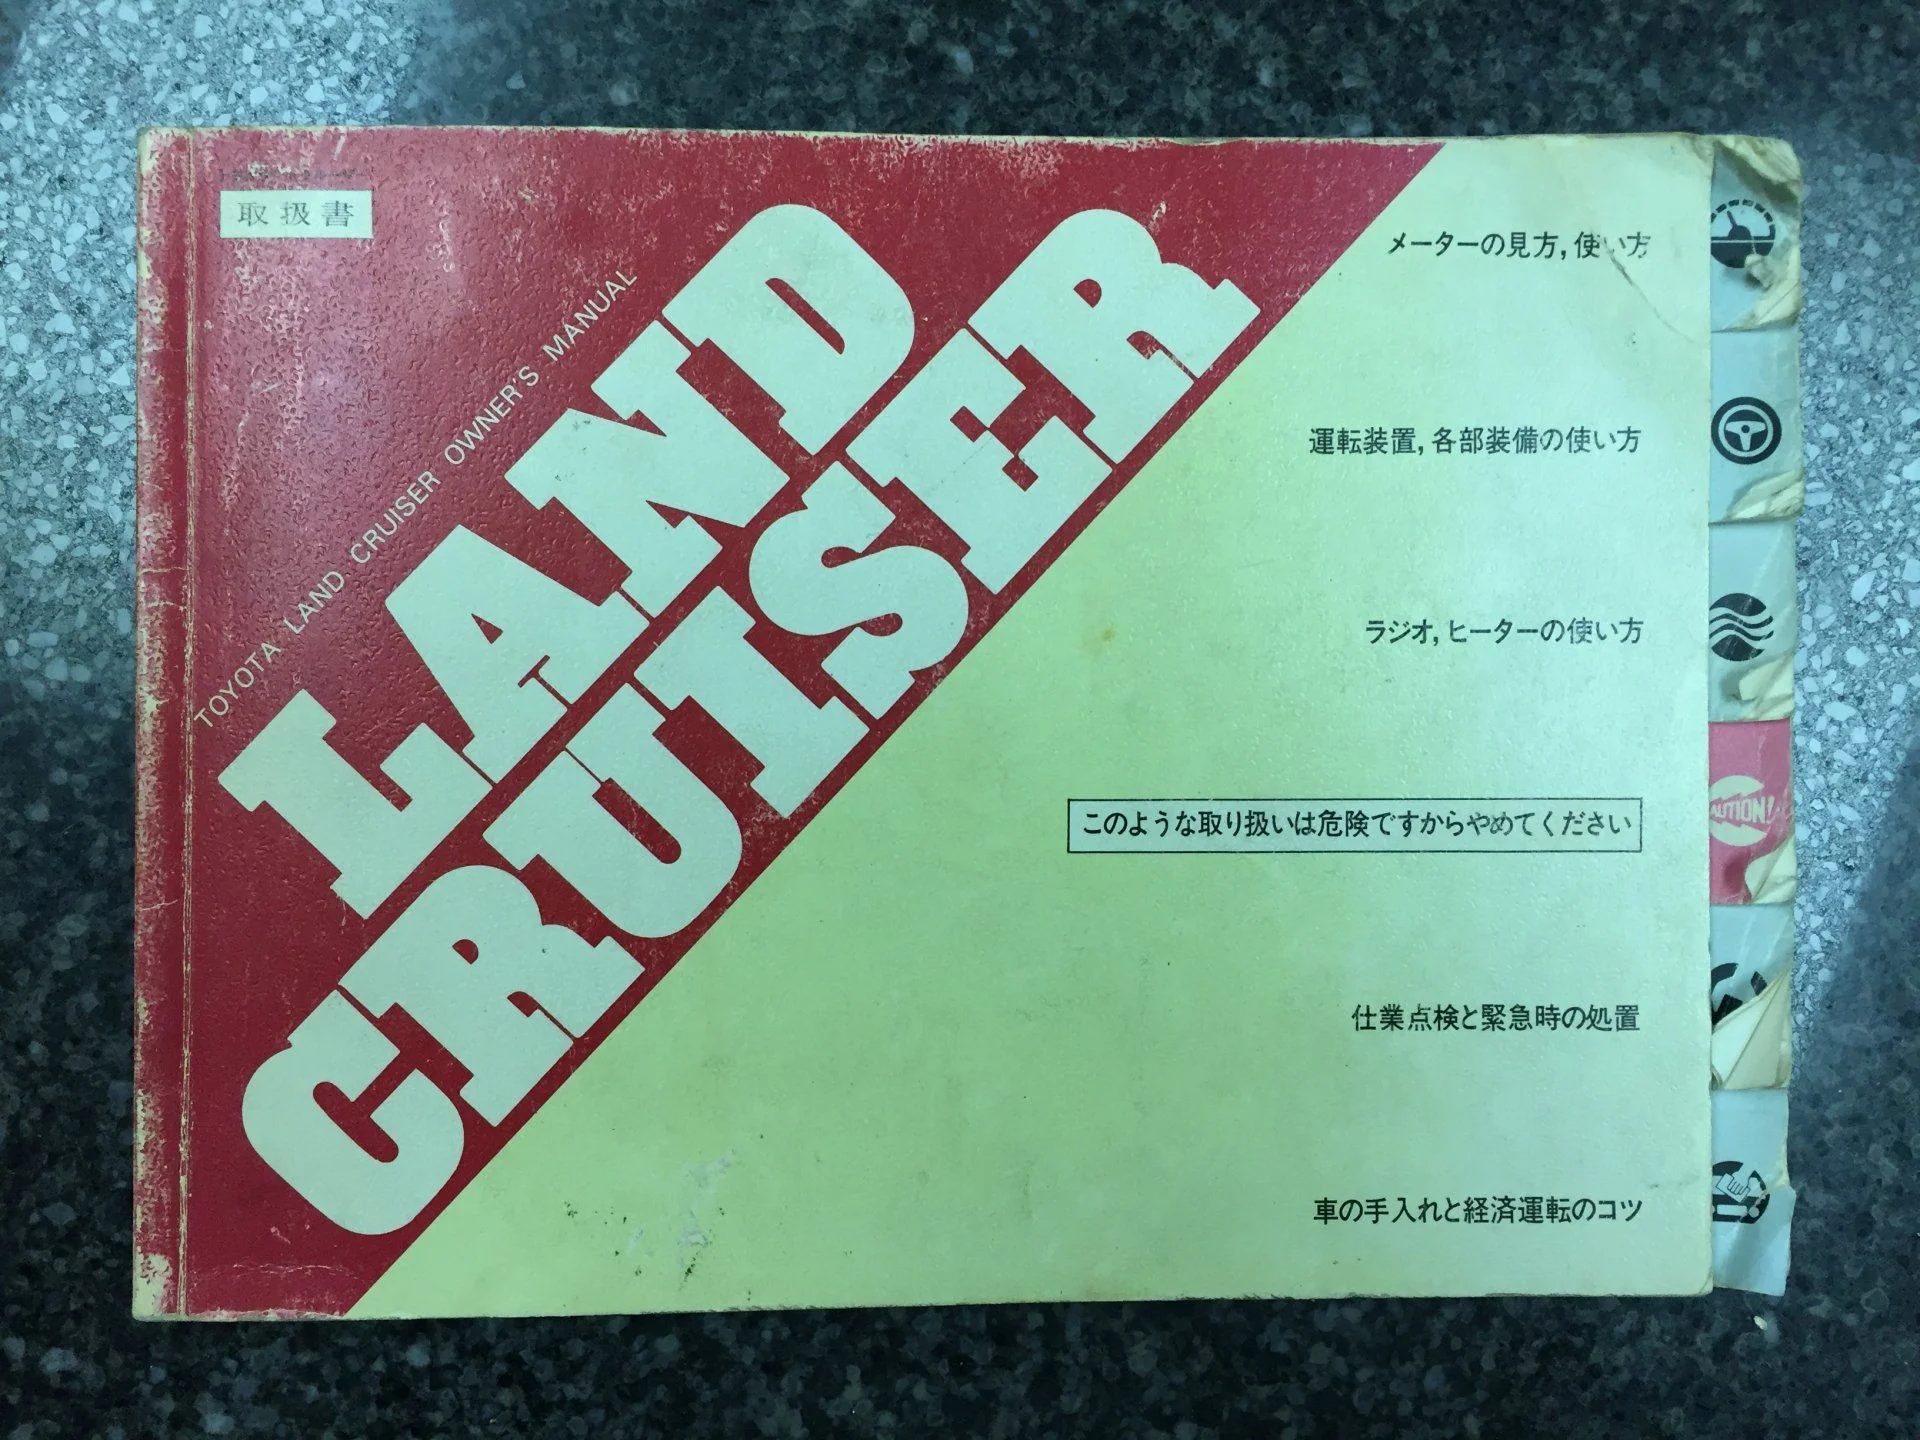 取扱書
TOYOTA LAND CRUISER OWNER'S MANUAL
LAND
CRUISER
メーターの見方,使い方
運転装置,各部装備の使い方
ラジオ,ヒーターの使い方
このような取り扱いは危険ですからやめてください
CAUTION!
仕業点検と緊急時の処置
車の手入れと経済運転のコツ